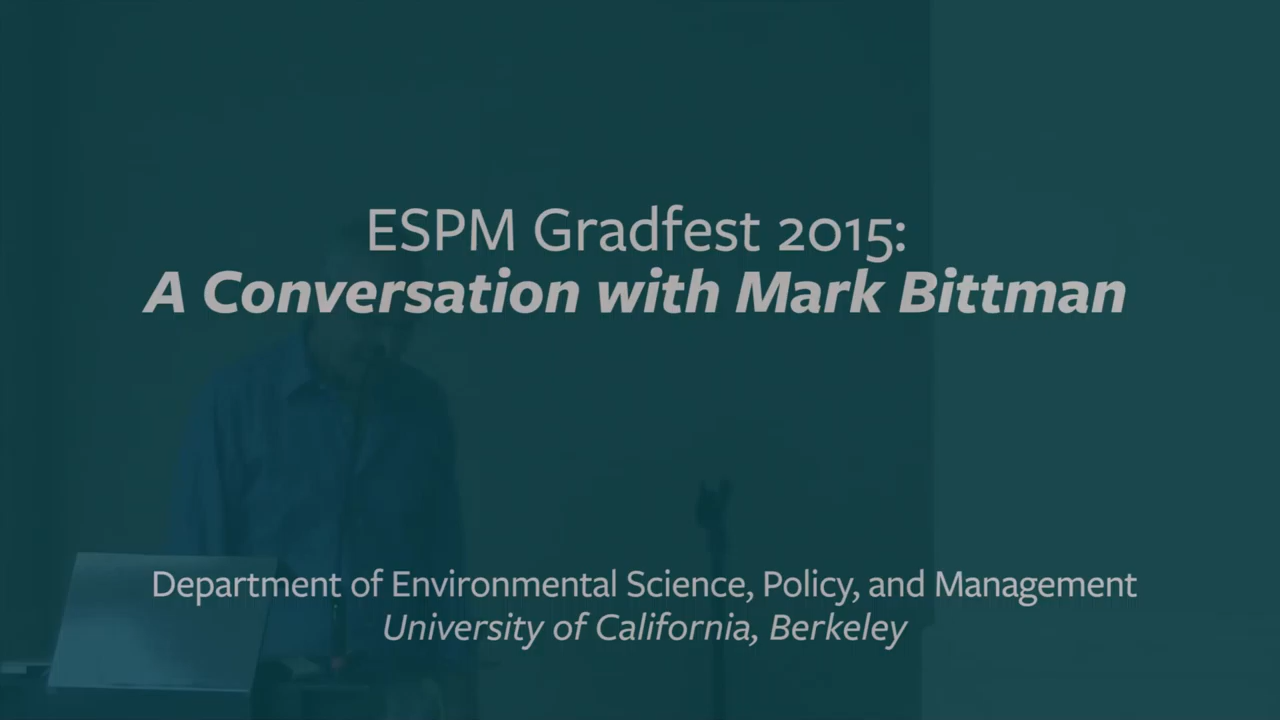 ESPM Gradfest 2015:
A Conversation with Mark Bittman
Department of Environmental Science, Policy, and Management
University of California, Berkeley